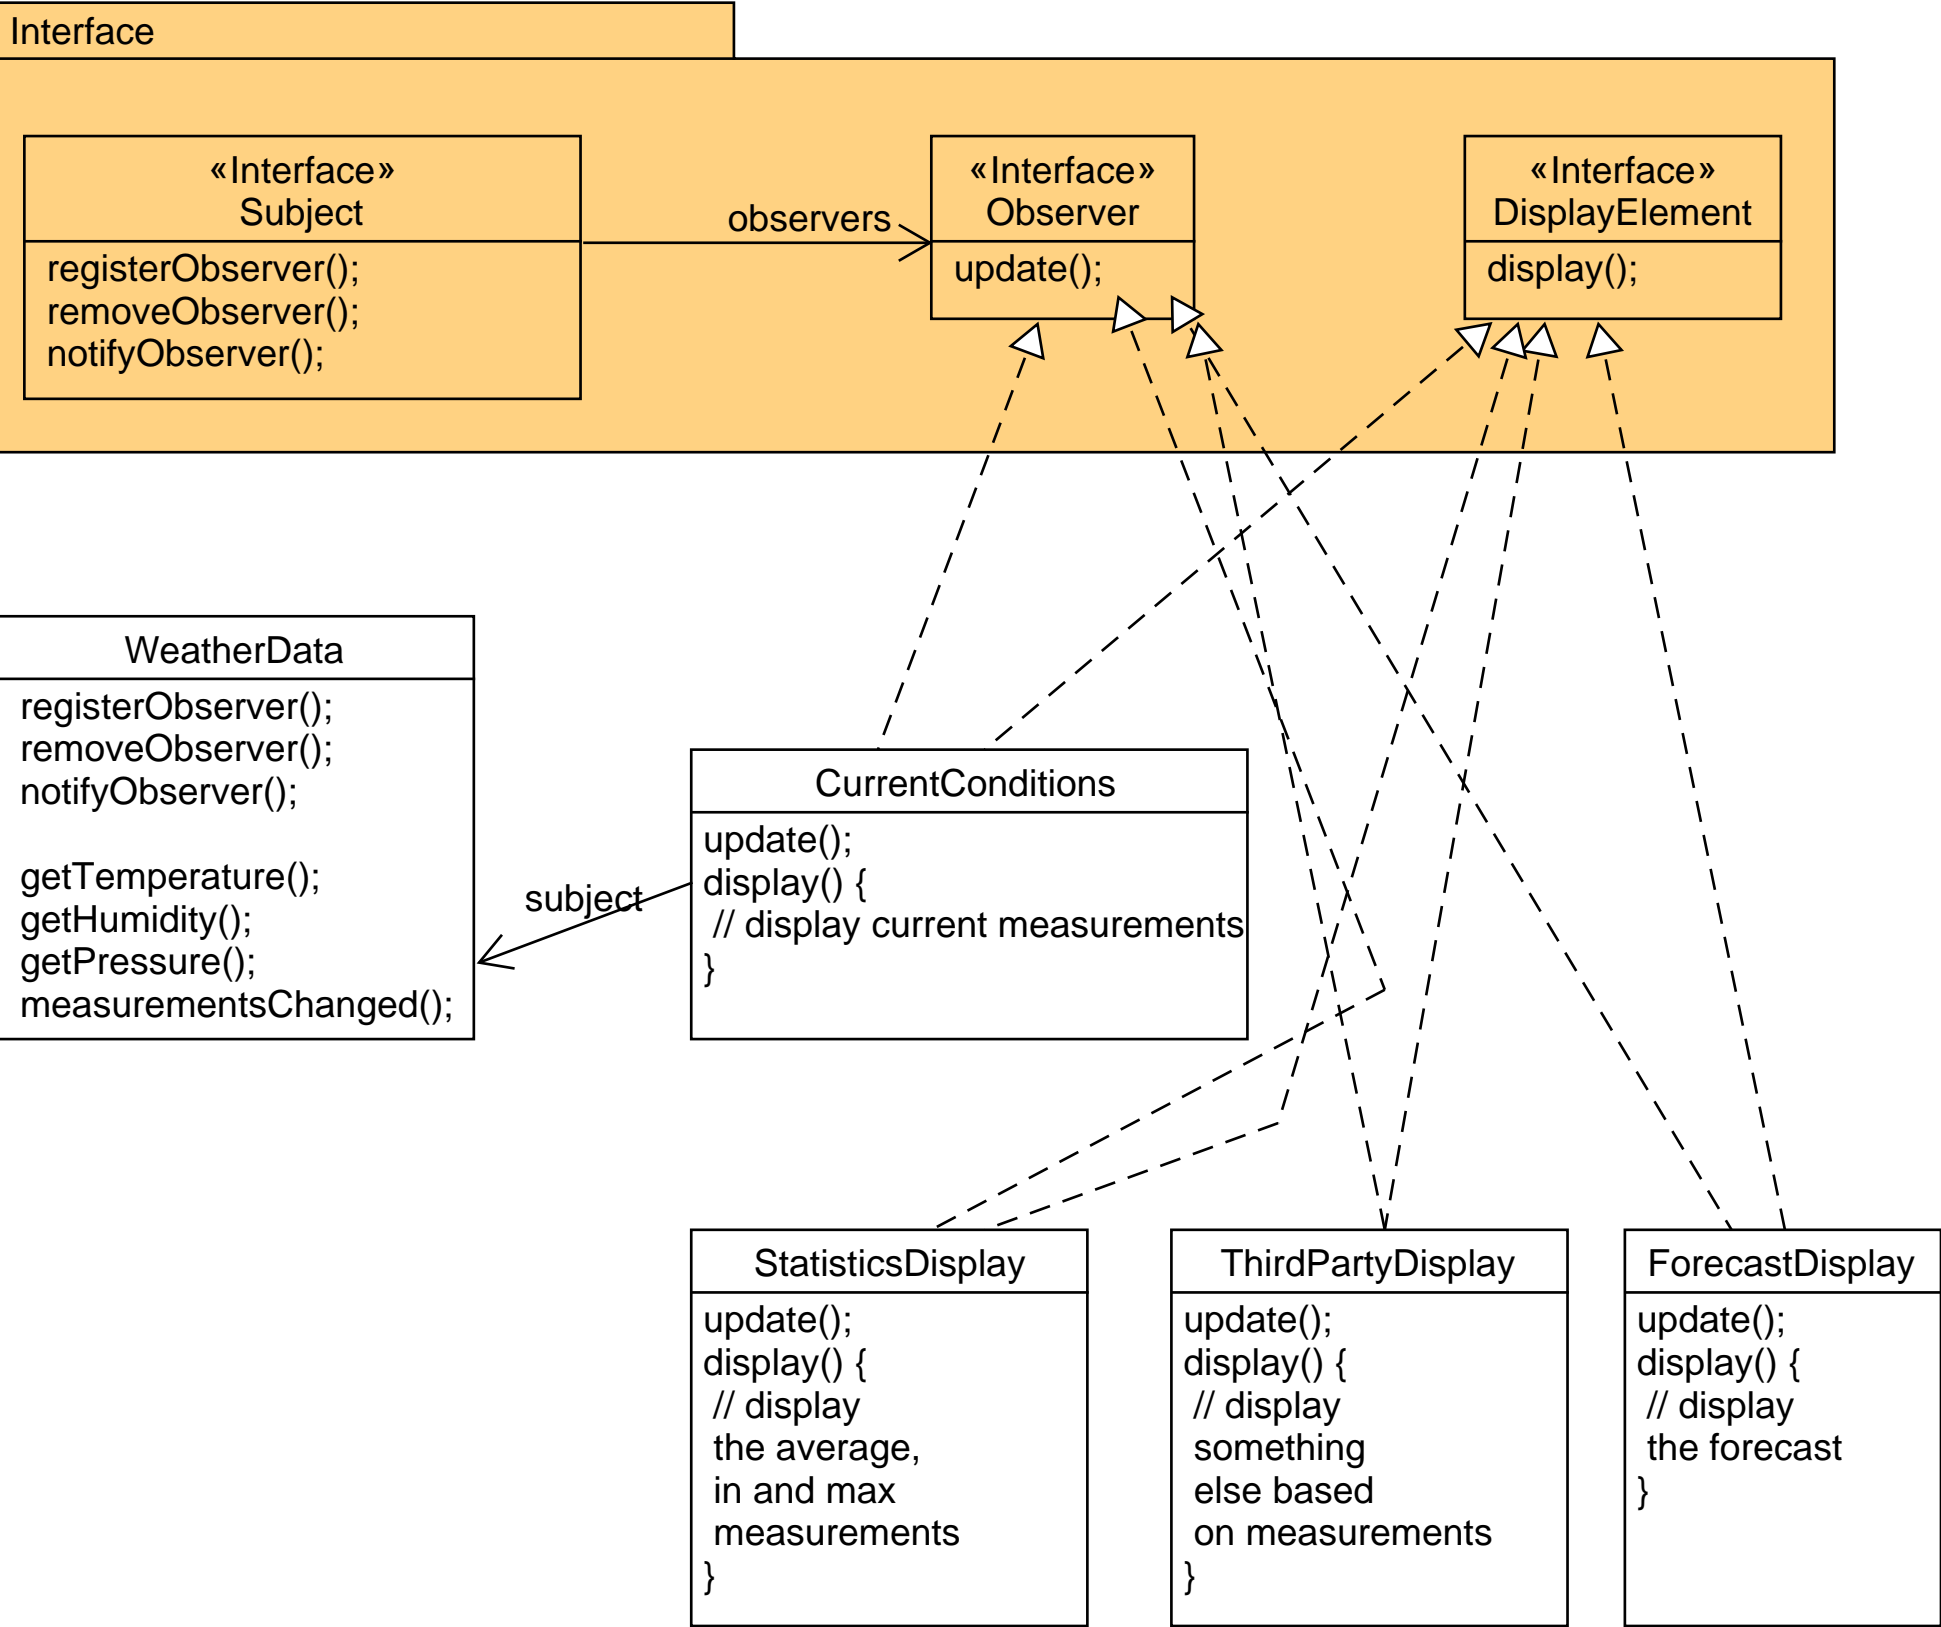 Interface
«Interface»
Subject
registerObserver();
removeObserver();
notifyObserver();
observers
«Interface»
Observer
update();
«Interface»
DisplayElement
display();
WeatherData
registerObserver();
removeObserver();
notifyObserver();
getTemperature();
getHumidity();
getPressure();
measurementsChanged();
subject
CurrentConditions
update();
display() {
// display current measurements
}
StatisticsDisplay
update();
display() {
// display
the average,
in and max
measurements
}
ThirdPartyDisplay
update();
display() {
// display
something
else based
on measurements
}
ForecastDisplay
update();
display() {
// display
the forecast
}